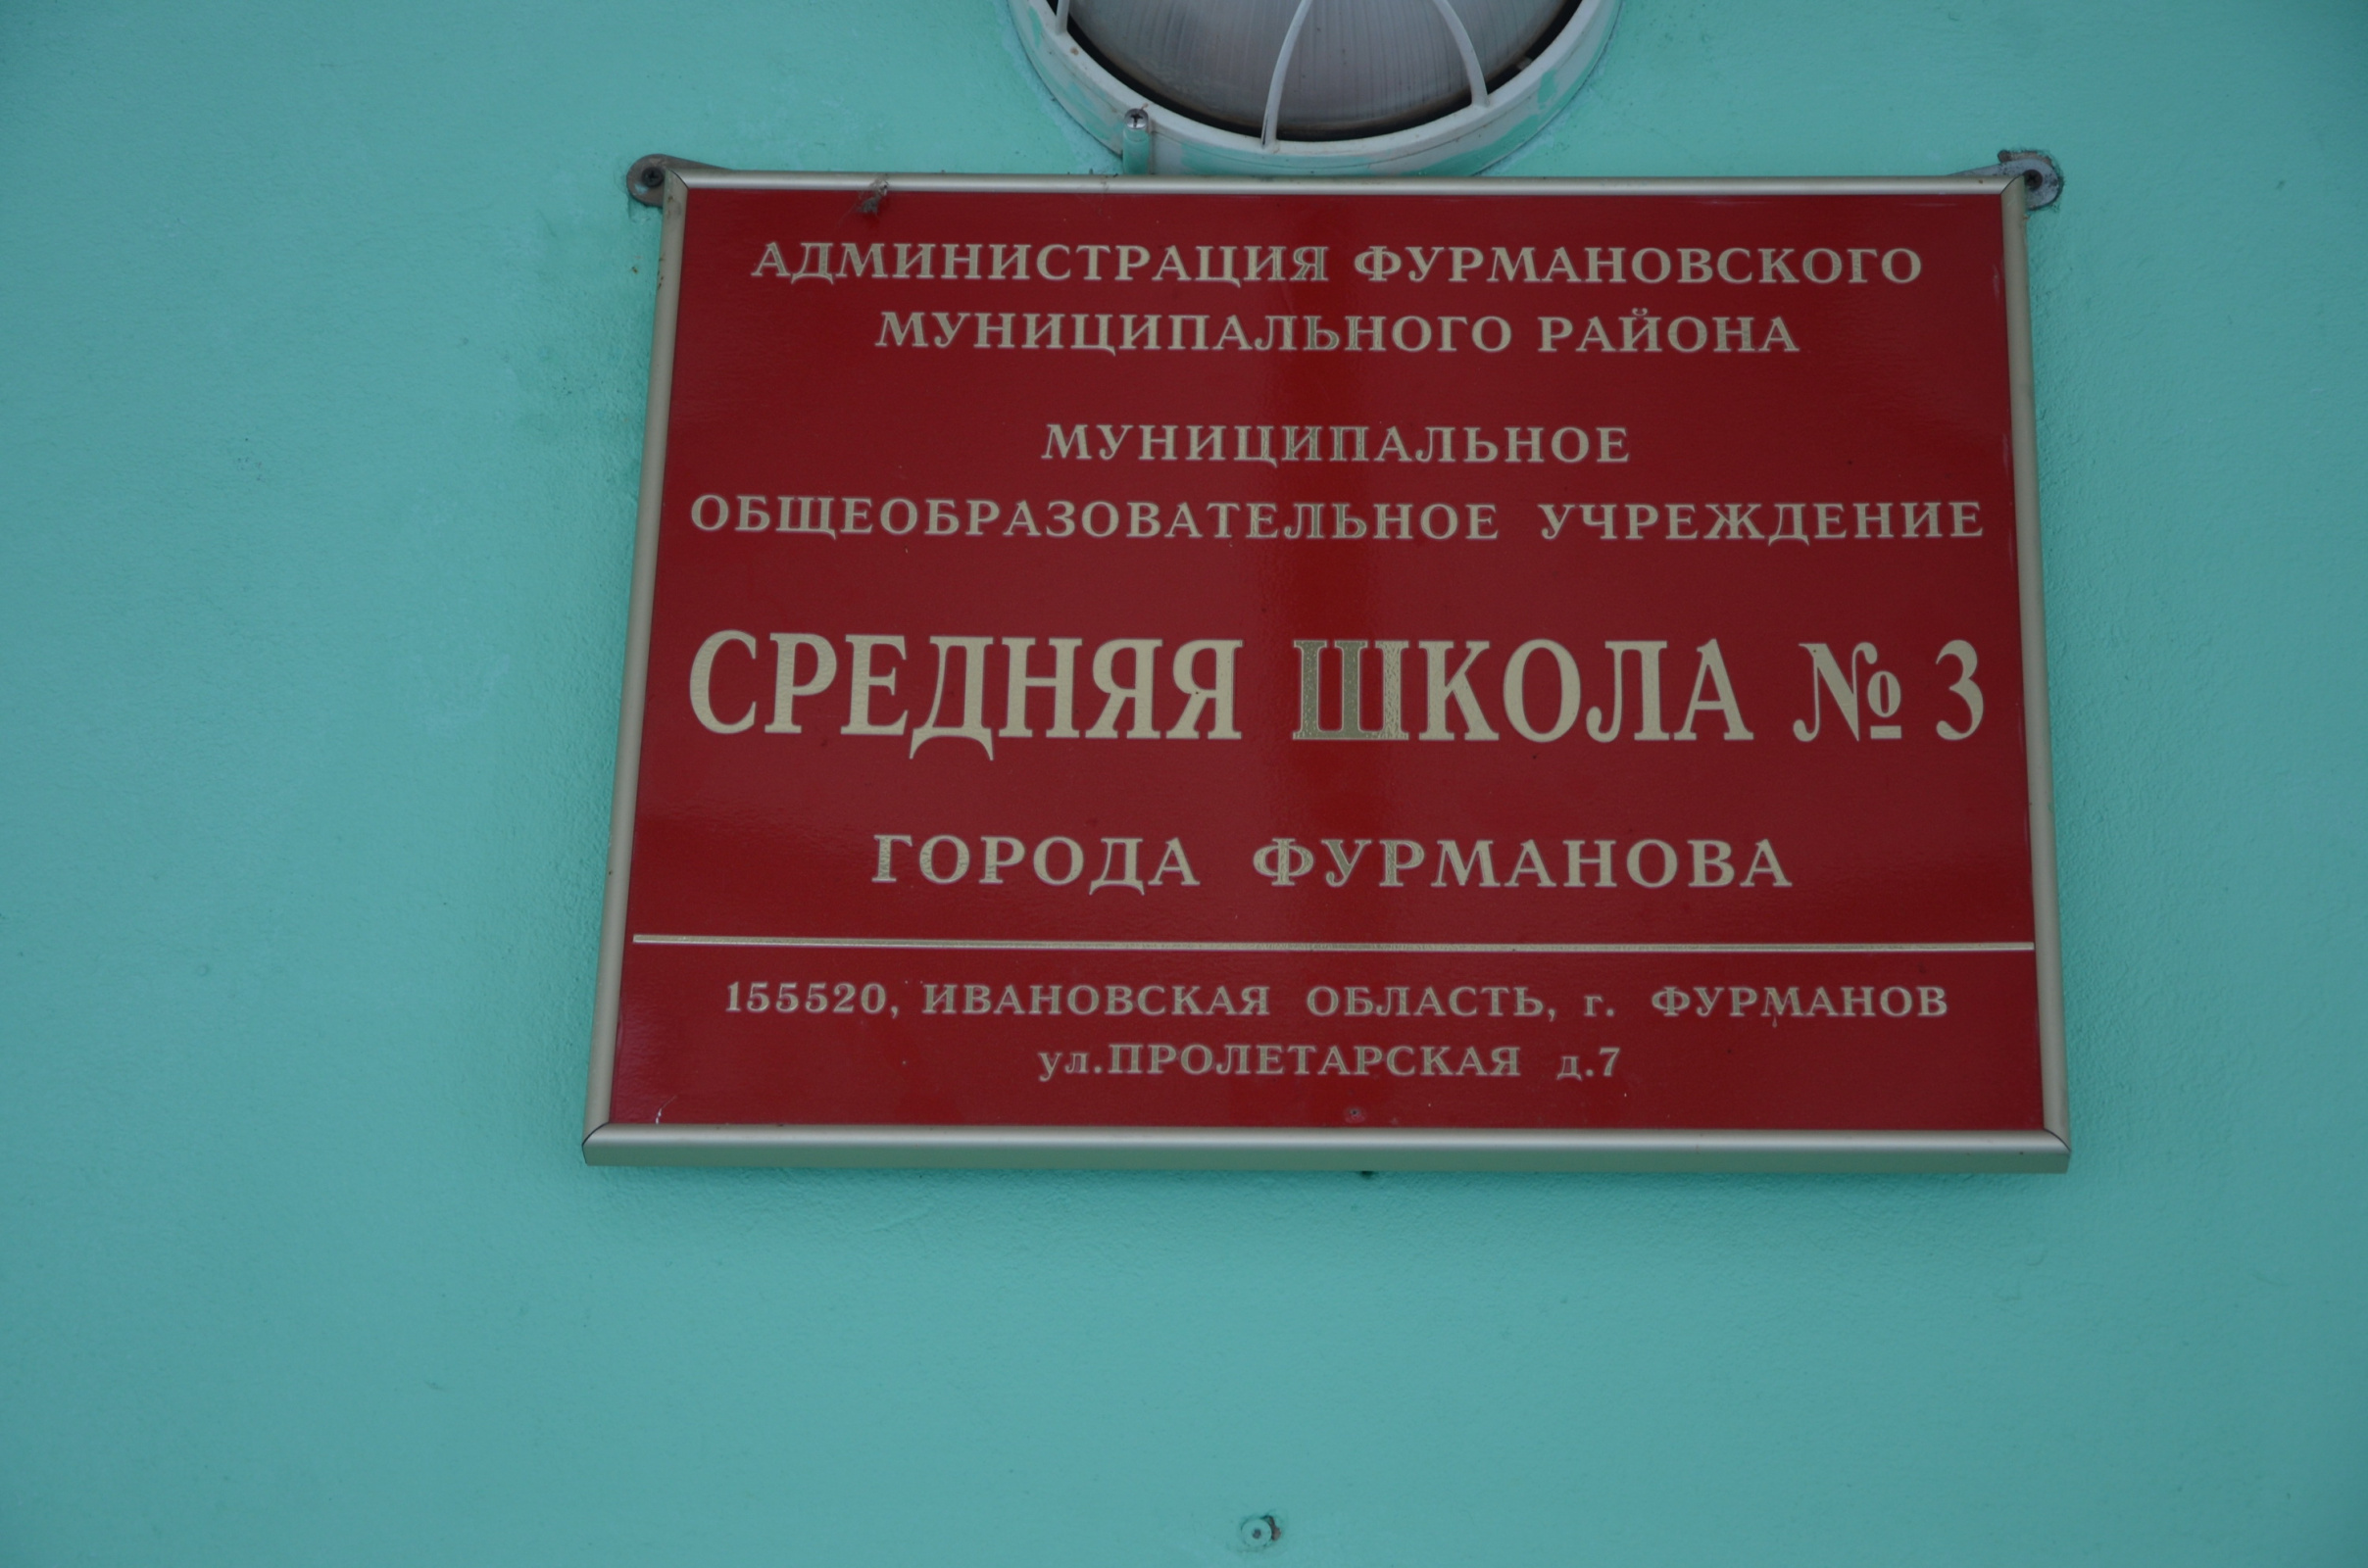 АДМИНИСТРАЦИЯ ФУРМАНОВСКОГО
МУНИЦИПАЛЬНОГО РАЙОНА
МУНИЦИПАЛЬНОЕ
ОБЩЕОБРАЗОВАТЕЛЬНОЕ УЧРЕЖДЕНИЕ
СРЕДНЯЯ ШКОЛА № 3
ГОРОДА ФУРМАНОВА
155520, ИВАНОВСКАЯ ОБЛАСТЬ, г. ФУРМАНОВ
ул.ПРОЛЕТАРСКАЯ д.7